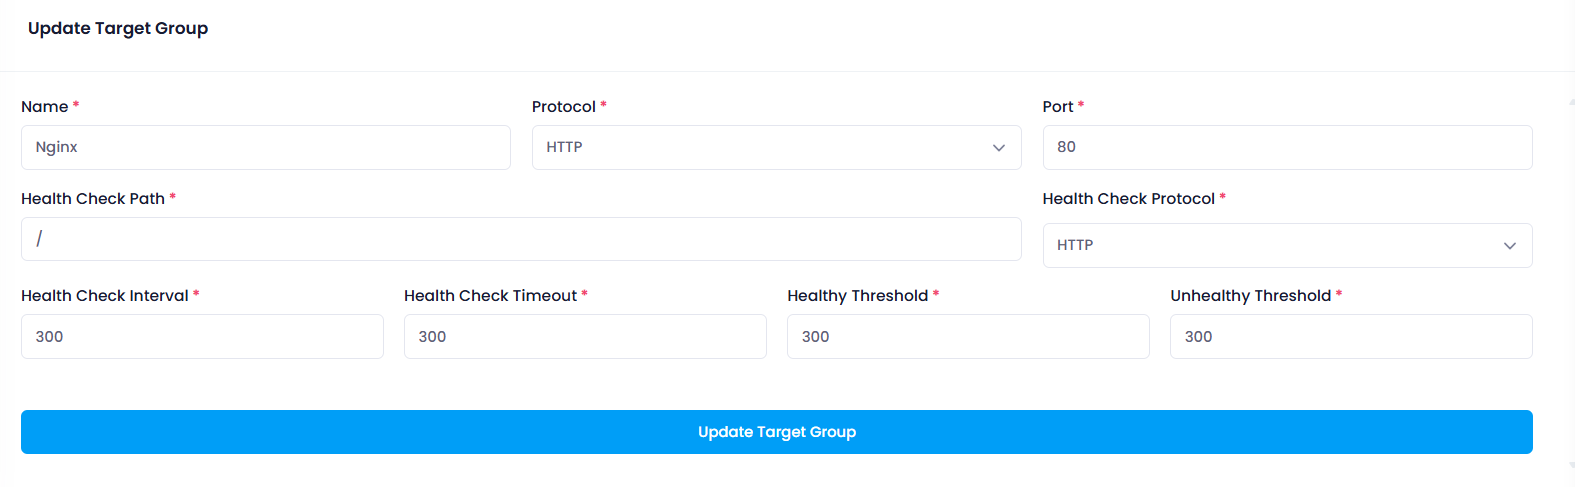 Update Target Group
Name * Protocol * Port *
Nginx HTTP 80
Health Check Path * Health Check Protocol *
/ HTTP
Health Check Interval * Health Check Timeout * Healthy Threshold * Unhealthy Threshold *
300 300 300 300
Update Target Group